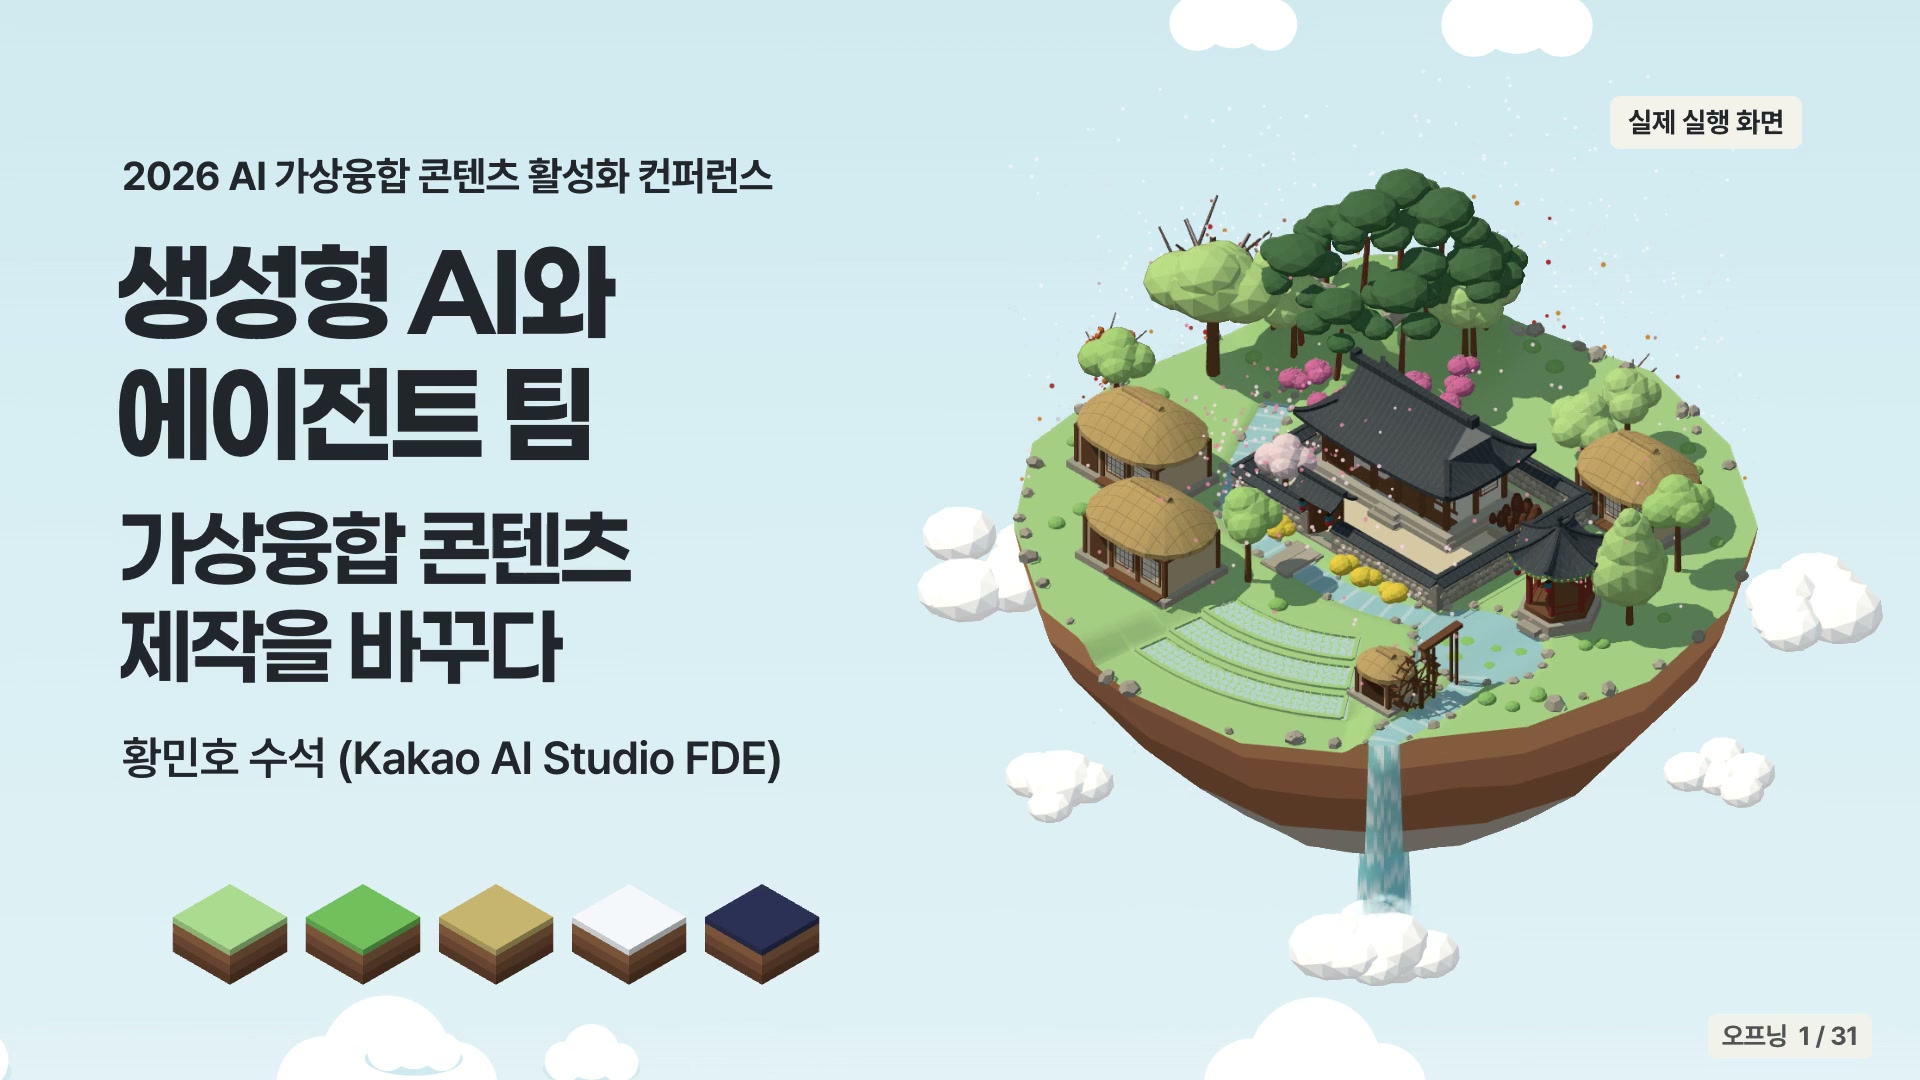 실제 실행 화면
2026 AI 가상융합 콘텐츠 활성화 컨퍼런스
생성형 AI와
에이전트 팀
가상융합 콘텐츠
제작을 바꾸다
황민호 수석 (Kakao AI Studio FDE)
오프닝 1 / 31